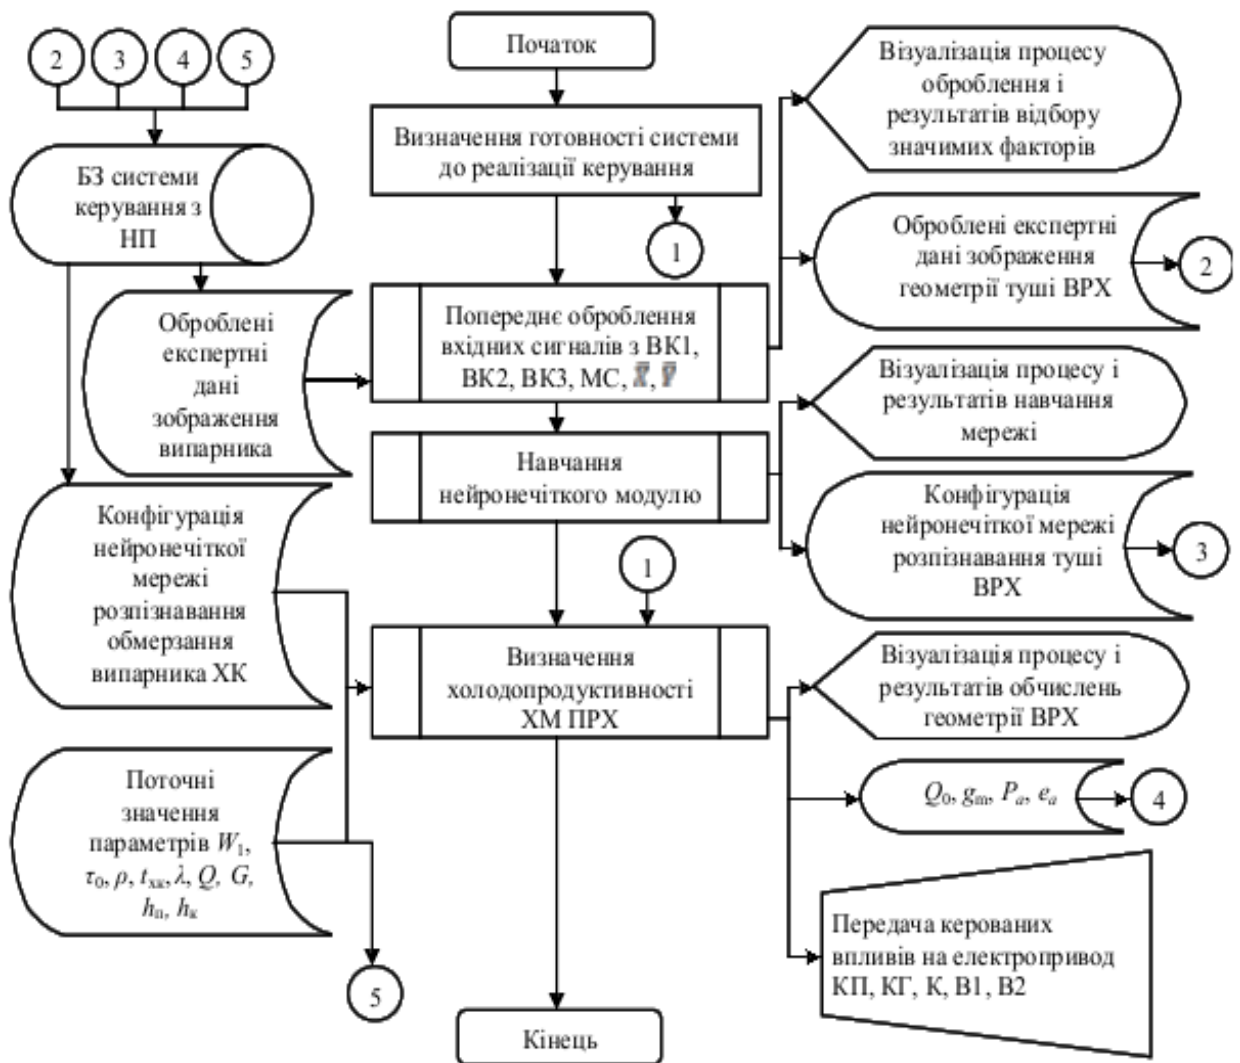 2
3
4
5
БЗ системи
керування з
НП
Оброблені
експертні
дані
зображення
випарника
Конфігурація
нейронечіткої
мережі
розпізнавання
обмерзання
випарника ХК
Поточні
значення
параметрів W₁,
τ₀, ρ, tₓₖ, λ, Q, G,
hп, hк
5
Початок
Визначення готовності системи
до реалізації керування
1
Попереднє оброблення
вхідних сигналів з ВК1,
ВК2, ВК3, МС, X̄, Ȳ
Навчання
нейронечіткого модулю
1
Визначення
холодопродуктивності
ХМ ПРХ
Кінець
Візуалізація процесу
оброблення і
результатів відбору
значимих факторів
Оброблені експертні
дані зображення
геометрії туші ВРХ
2
Візуалізація процесу і
результатів навчання
мережі
Конфігурація
нейронечіткої мережі
розпізнавання туші
ВРХ
3
Візуалізація процесу і
результатів обчислень
геометрії ВРХ
Q₀, gₘ, Pₐ, eₐ
4
Передача керованих
впливів на електропривод
КП, КГ, К, В1, В2